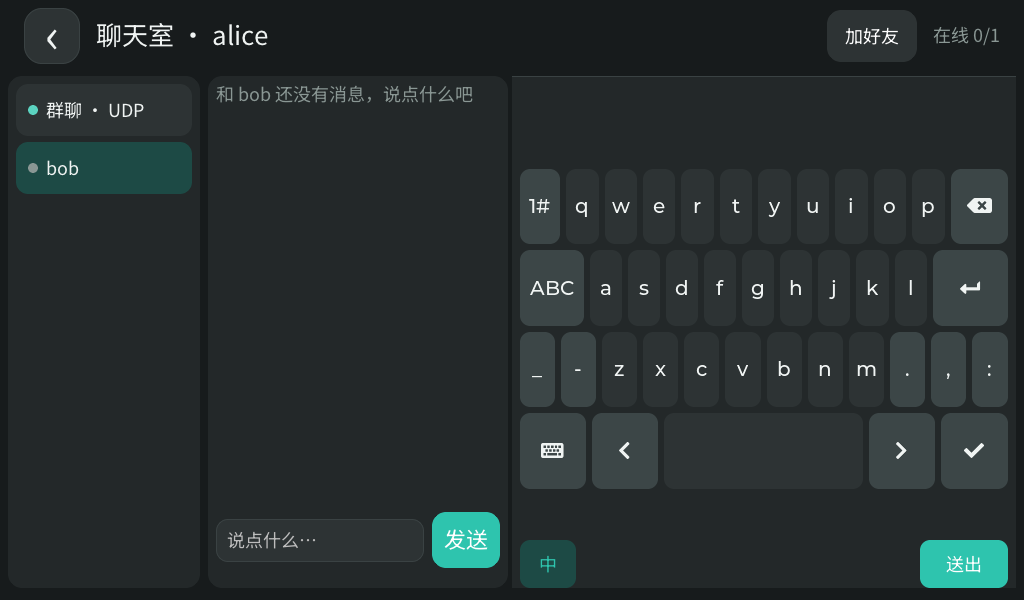 聊天室 · alice
加好友
在线 0/1
群聊 · UDP
bob
和 bob 还没有消息，说点什么吧
1# q w e r t y u i o p
ABC a s d f g h j k l
_ - z x c v b n m . , :
说点什么…
发送
中
送出